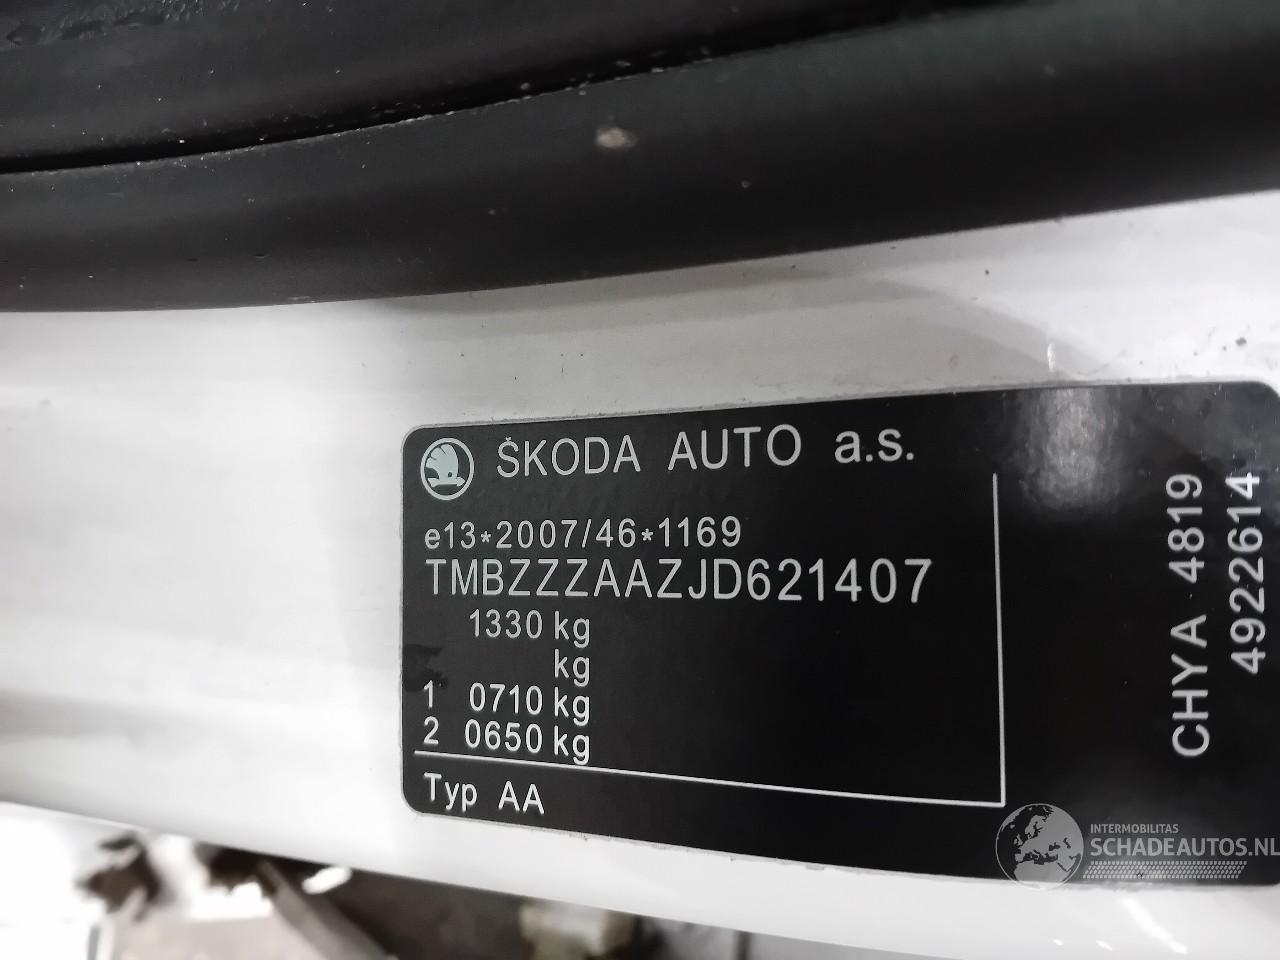 ŠKODA AUTO a.s.
e13*2007/46*1169
TMBZZZAAZJD621407
1330 kg
kg
1 0710 kg
2 0650 kg
Typ AA
CHYA 4819
4922614
INTERMOBILITAS
SCHADEAUTOS.NL